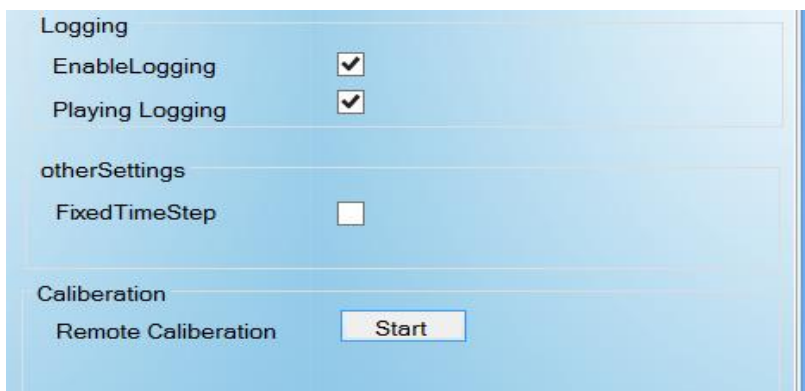 Logging
EnableLogging
Playing Logging
otherSettings
FixedTimeStep
Caliberation
Remote Caliberation Start